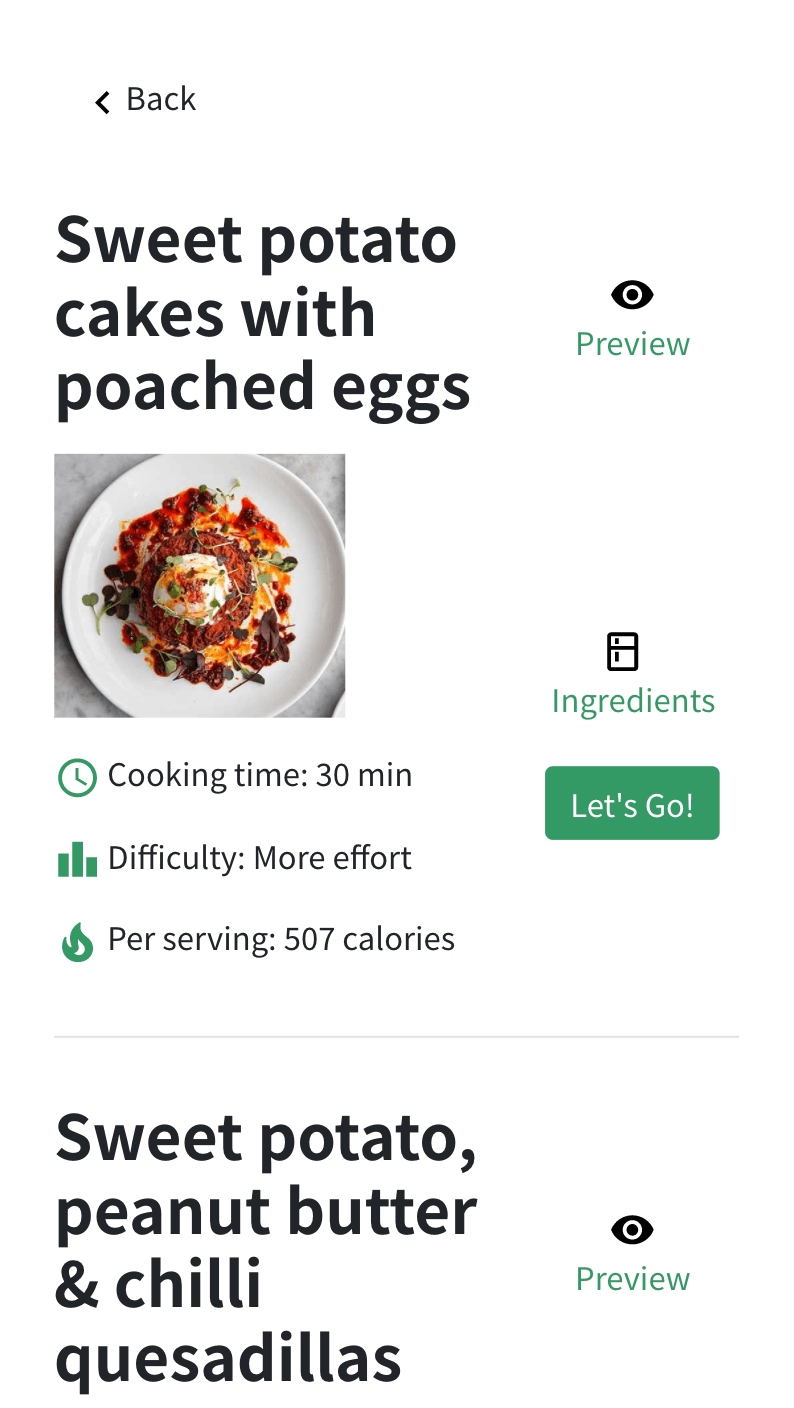 Back
Sweet potato
cakes with
poached eggs
Preview
Ingredients
Cooking time: 30 min
Let's Go!
Difficulty: More effort
Per serving: 507 calories
Sweet potato,
peanut butter
& chilli
quesadillas
Preview